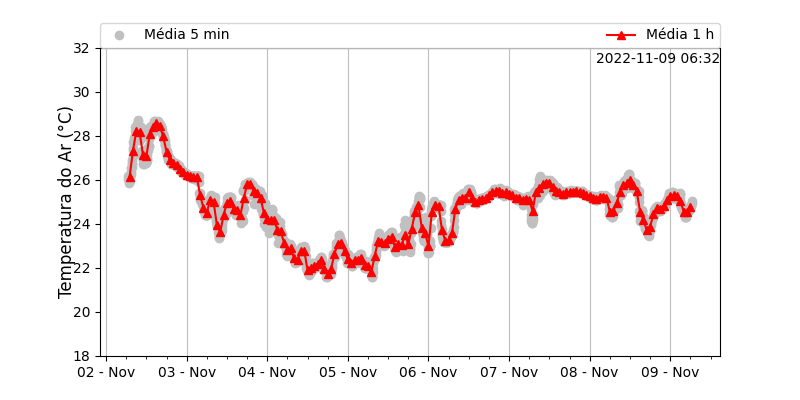 Média 5 min
Média 1 h
2022-11-09 06:32
Temperatura do Ar (°C)
32
30
28
26
24
22
20
18
02 - Nov
03 - Nov
04 - Nov
05 - Nov
06 - Nov
07 - Nov
08 - Nov
09 - Nov